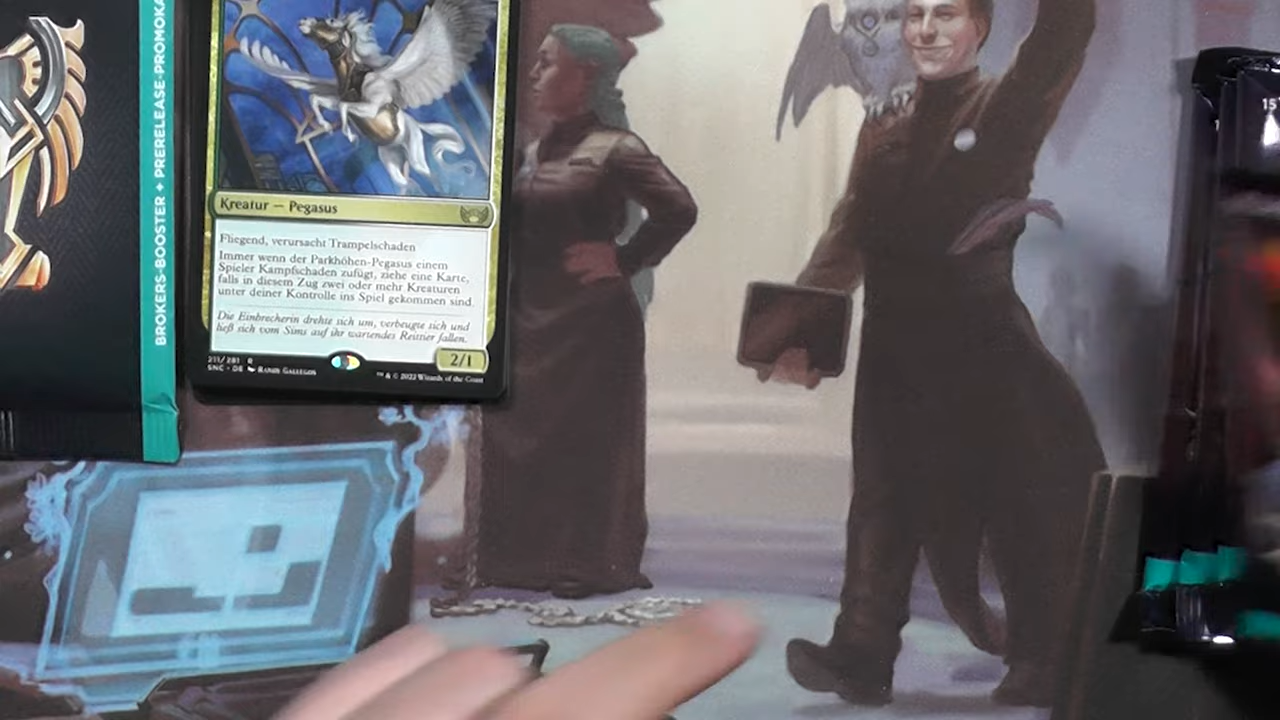 BROKERS-BOOSTER + PRERELEASE-PROMOKA
Kreatur — Pegasus
Fliegend, verursacht Trampelschaden
Immer wenn der Parkhöhen-Pegasus einem
Spieler Kampfschaden zufügt, ziehe eine Karte,
falls in diesem Zug zwei oder mehr Kreaturen
unter deiner Kontrolle ins Spiel gekommen sind.
Die Einbrecherin drehte sich um, verbeugte sich und
ließ sich vom Sims auf ihr wartendes Reittier fallen.
2/1
211/281 R
SNC • DE Randy Gallegos
™ & © 2022 Wizards of the Coast
15